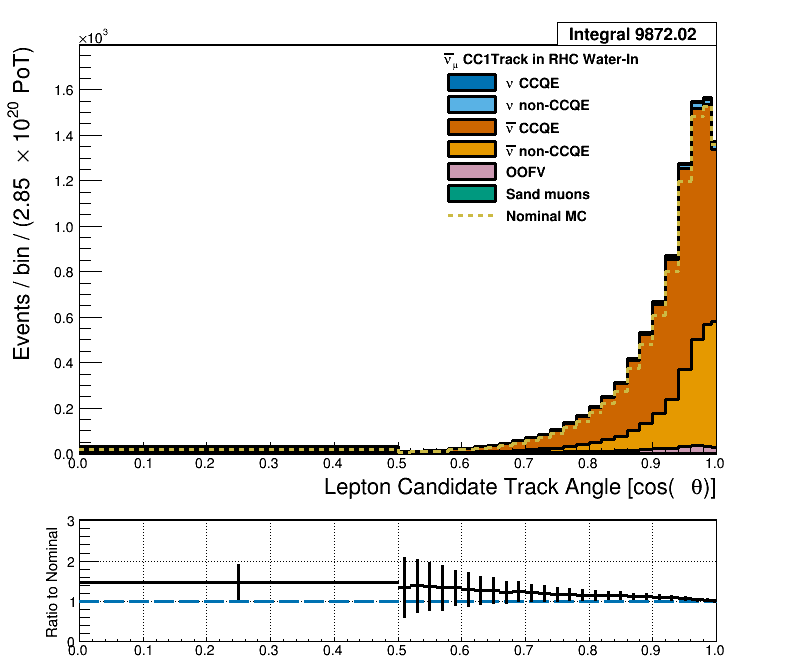 Integral 9872.02
×10³
ν̅μ CC1Track in RHC Water-In
ν CCQE
ν non-CCQE
ν̅ CCQE
ν̅ non-CCQE
OOFV
Sand muons
Nominal MC
Events / bin / (2.85 × 10²⁰ PoT)
1.6
1.4
1.2
1.0
0.8
0.6
0.4
0.2
0.0
0.0 0.1 0.2 0.3 0.4 0.5 0.6 0.7 0.8 0.9 1.0
Lepton Candidate Track Angle [cos( θ)]
Ratio to Nominal
3
2
1
0
0.0 0.1 0.2 0.3 0.4 0.5 0.6 0.7 0.8 0.9 1.0